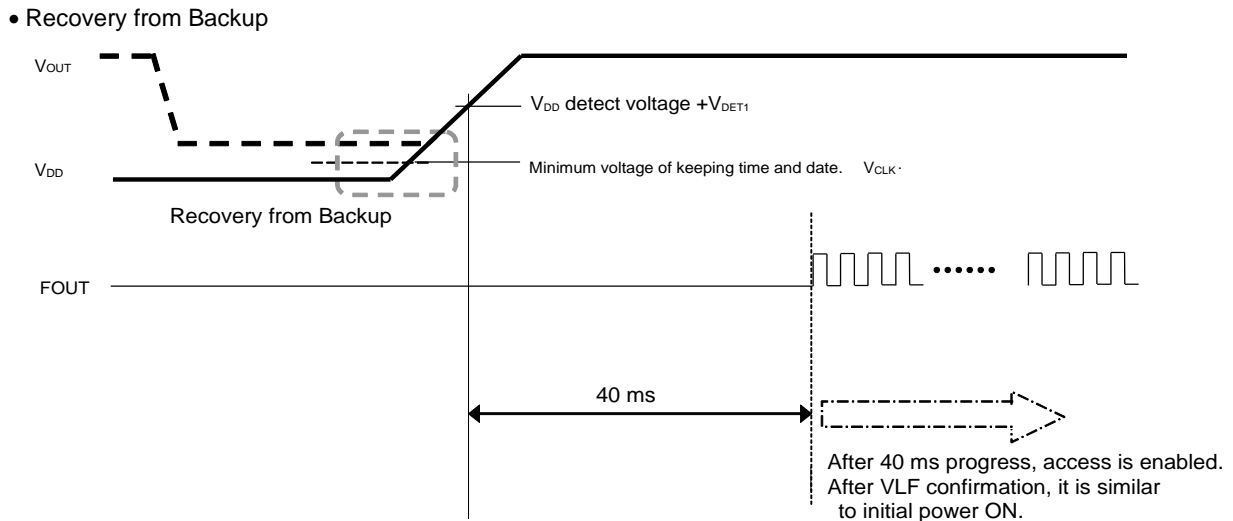 • Recovery from Backup
VOUT
VDD detect voltage +VDET1
VDD
Minimum voltage of keeping time and date. VCLK·
Recovery from Backup
FOUT
40 ms
After 40 ms progress, access is enabled.
After VLF confirmation, it is similar
to initial power ON.